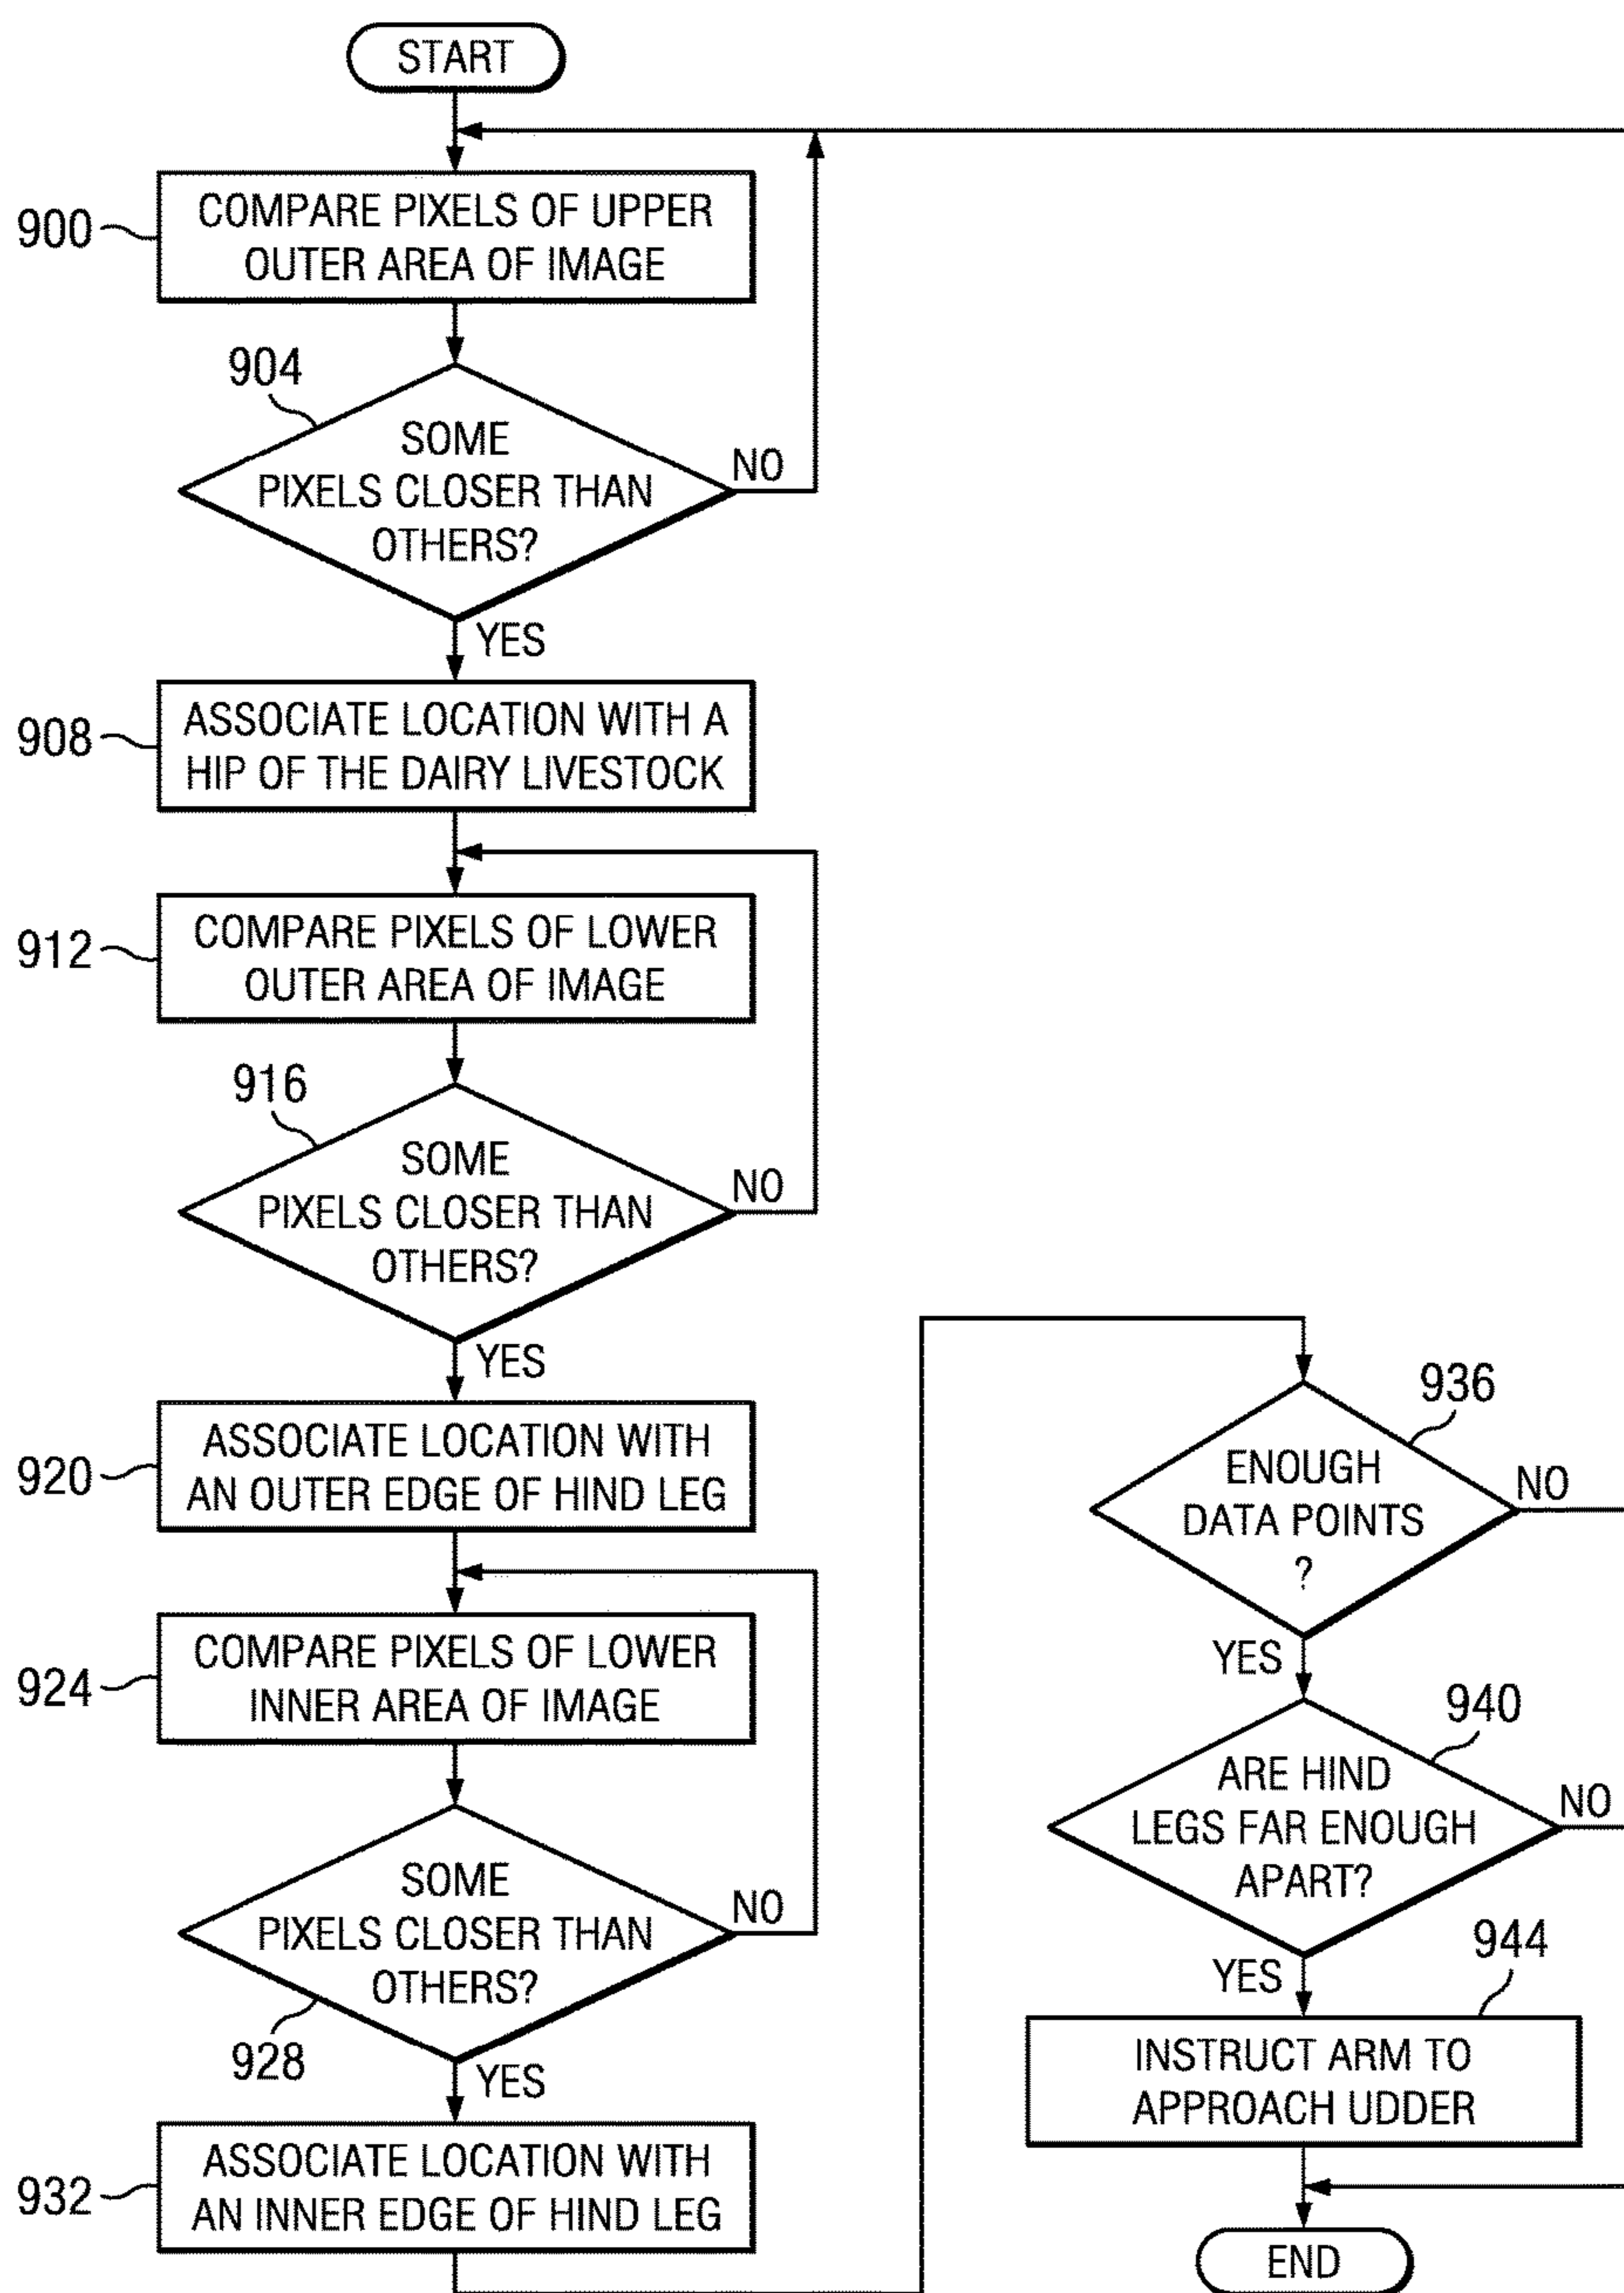 START
900
COMPARE PIXELS OF UPPER
OUTER AREA OF IMAGE
904
SOME
PIXELS CLOSER THAN
OTHERS?
NO
YES
908
ASSOCIATE LOCATION WITH A
HIP OF THE DAIRY LIVESTOCK
912
COMPARE PIXELS OF LOWER
OUTER AREA OF IMAGE
916
SOME
PIXELS CLOSER THAN
OTHERS?
NO
YES
920
ASSOCIATE LOCATION WITH
AN OUTER EDGE OF HIND LEG
924
COMPARE PIXELS OF LOWER
INNER AREA OF IMAGE
SOME
PIXELS CLOSER THAN
OTHERS?
NO
928
YES
932
ASSOCIATE LOCATION WITH
AN INNER EDGE OF HIND LEG
936
ENOUGH
DATA POINTS
?
NO
YES
940
ARE HIND
LEGS FAR ENOUGH
APART?
NO
YES
944
INSTRUCT ARM TO
APPROACH UDDER
END